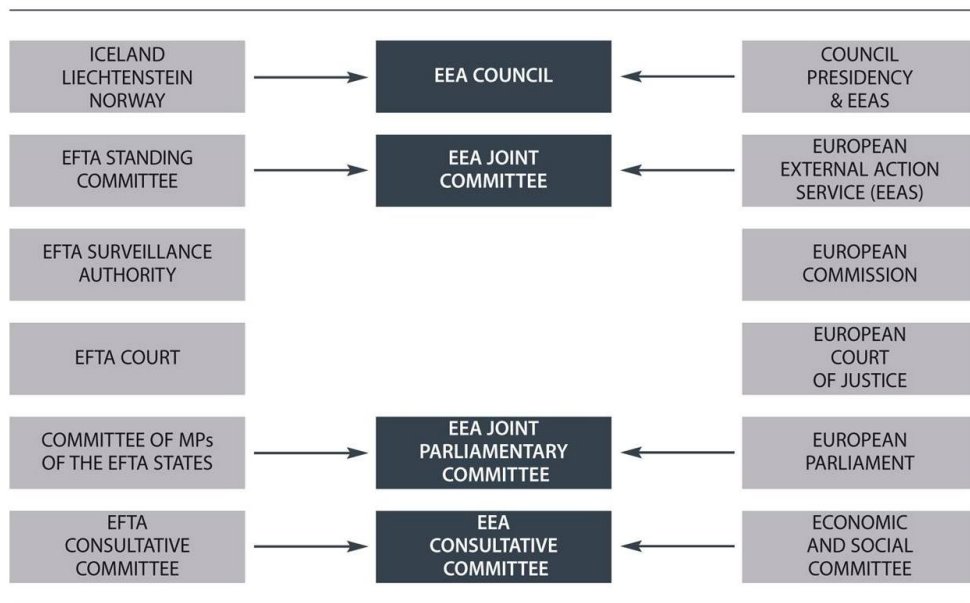 ICELAND
LIECHTENSTEIN
NORWAY
EEA COUNCIL
COUNCIL
PRESIDENCY
& EEAS
EFTA STANDING
COMMITTEE
EEA JOINT
COMMITTEE
EUROPEAN
EXTERNAL ACTION
SERVICE (EEAS)
EFTA SURVEILLANCE
AUTHORITY
EUROPEAN
COMMISSION
EFTA COURT
EUROPEAN
COURT
OF JUSTICE
COMMITTEE OF MPs
OF THE EFTA STATES
EEA JOINT
PARLIAMENTARY
COMMITTEE
EUROPEAN
PARLIAMENT
EFTA
CONSULTATIVE
COMMITTEE
EEA
CONSULTATIVE
COMMITTEE
ECONOMIC
AND SOCIAL
COMMITTEE